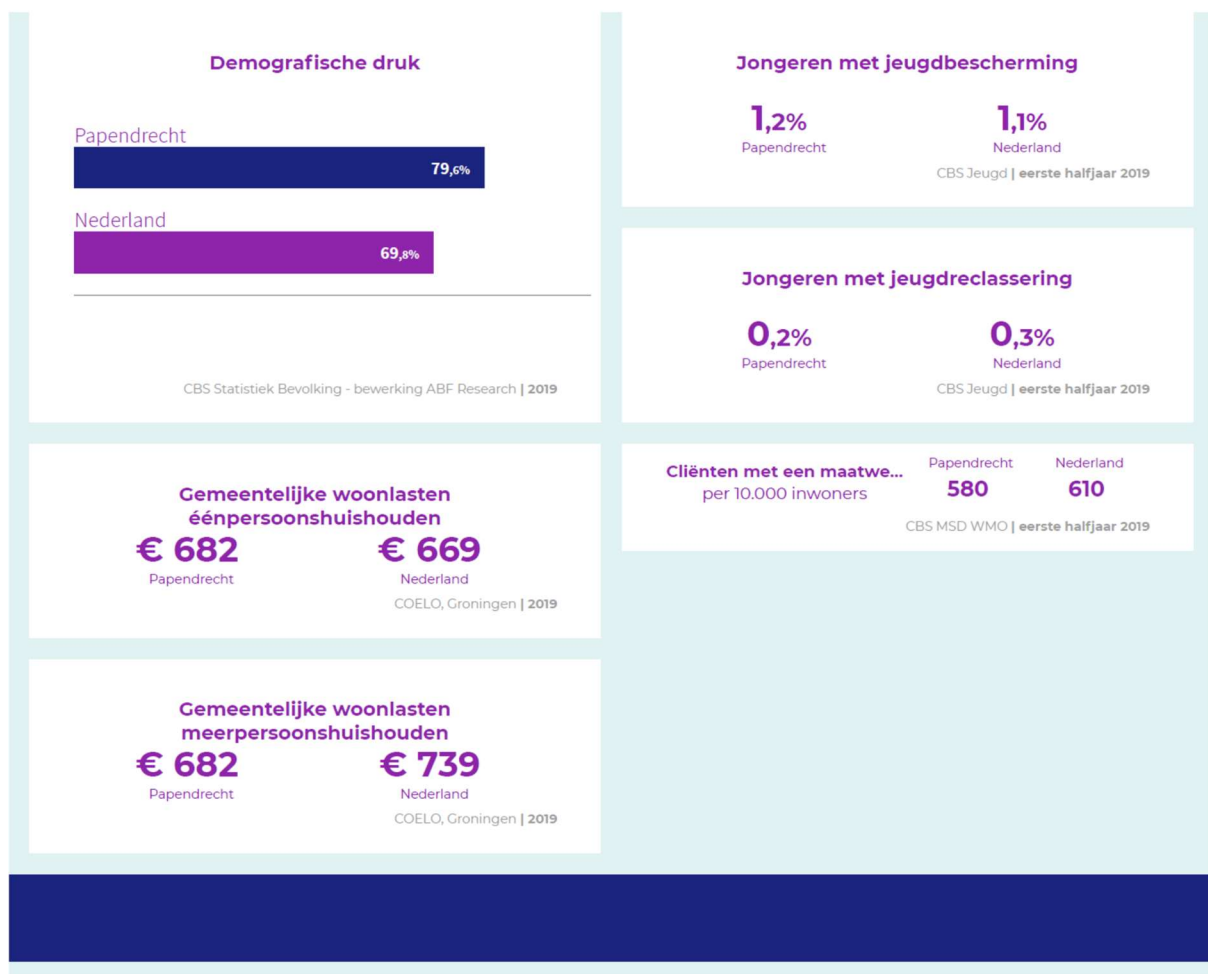 Demografische druk
Papendrecht
79,6%
Nederland
69,8%
CBS Statistiek Bevolking - bewerking ABF Research | 2019
Gemeentelijke woonlasten
éénpersoonshuishouden
€ 682 € 669
Papendrecht Nederland
COELO, Groningen | 2019
Gemeentelijke woonlasten
meerpersoonshuishouden
€ 682 € 739
Papendrecht Nederland
COELO, Groningen | 2019
Jongeren met jeugdbescherming
1,2% 1,1%
Papendrecht Nederland
CBS Jeugd | eerste halfjaar 2019
Jongeren met jeugdreclassering
0,2% 0,3%
Papendrecht Nederland
CBS Jeugd | eerste halfjaar 2019
Papendrecht Nederland
Cliënten met een maatwe...
per 10.000 inwoners
580 610
CBS MSD WMO | eerste halfjaar 2019